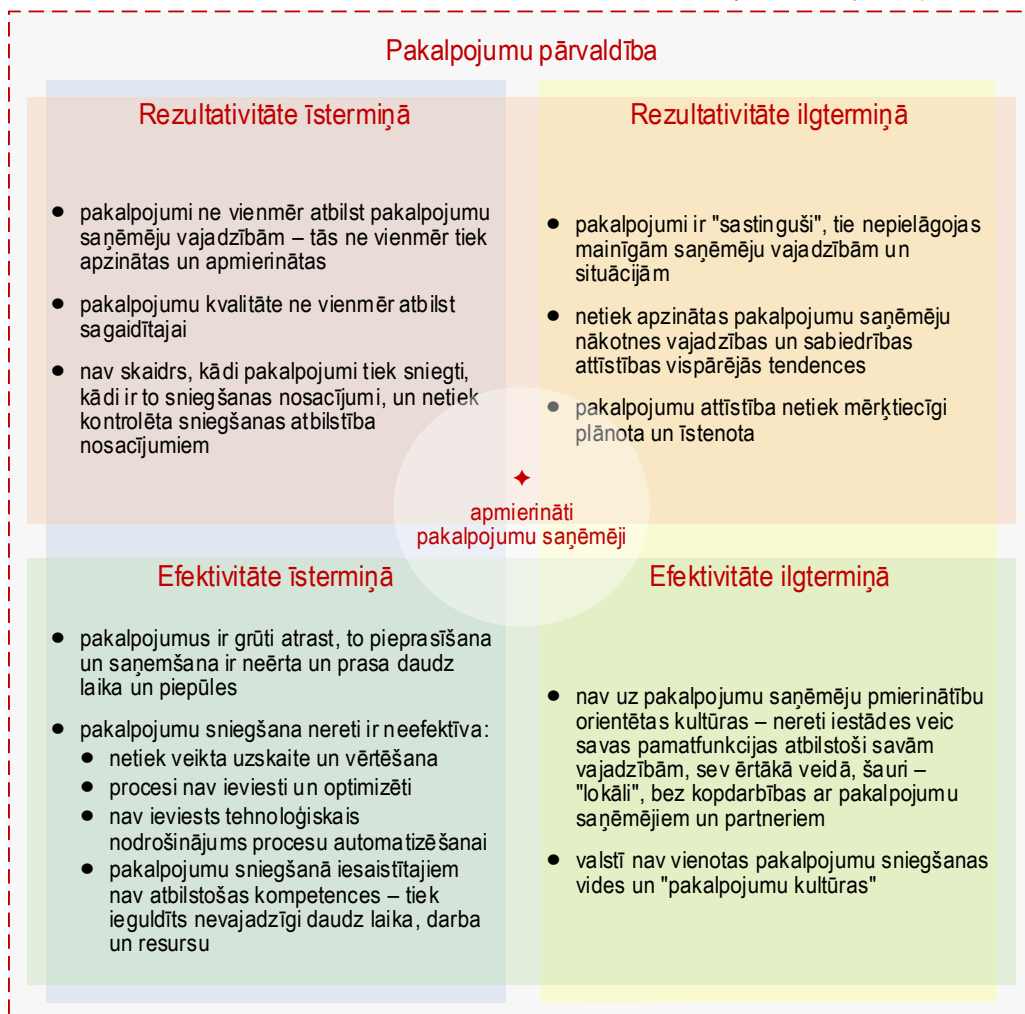 Pakalpojumu pārvaldība
Rezultativitāte īstermiņā
● pakalpojumi ne vienmēr atbilst pakalpojumu
saņēmēju vajadzībām – tās ne vienmēr tiek
apzinātas un apmierinātas
● pakalpojumu kvalitāte ne vienmēr atbilst
sagaidītajai
● nav skaidrs, kādi pakalpojumi tiek sniegti,
kādi ir to sniegšanas nosacījumi, un netiek
kontrolēta sniegšanas atbilstība
nosacījumiem
Rezultativitāte ilgtermiņā
● pakalpojumi ir "sastinguši", tie nepielāgojas
mainīgām saņēmēju vajadzībām un
situācijām
● netiek apzinātas pakalpojumu saņēmēju
nākotnes vajadzības un sabiedrības
attīstības vispārējās tendences
● pakalpojumu attīstība netiek mērķtiecīgi
plānota un īstenota
apmierināti
pakalpojumu saņēmēji
Efektivitāte īstermiņā
● pakalpojumus ir grūti atrast, to pieprasīšana
un saņemšana ir neērta un prasa daudz
laika un piepūles
● pakalpojumu sniegšana nereti ir neefektīva:
● netiek veikta uzskaite un vērtēšana
● procesi nav ieviesti un optimizēti
● nav ieviests tehnoloģiskais
nodrošinājums procesu automatizēšanai
● pakalpojumu sniegšanā iesaistītajiem
nav atbilstošas kompetences – tiek
ieguldīts nevajadzīgi daudz laika, darba
un resursu
Efektivitāte ilgtermiņā
● nav uz pakalpojumu saņēmēju pmierinātību
orientētas kultūras – nereti iestādes veic
savas pamatfunkcijas atbilstoši savām
vajadzībām, sev ērtākā veidā, šauri –
"lokāli", bez kopdarbības ar pakalpojumu
saņēmējiem un partneriem
● valstī nav vienotas pakalpojumu sniegšanas
vides un "pakalpojumu kultūras"